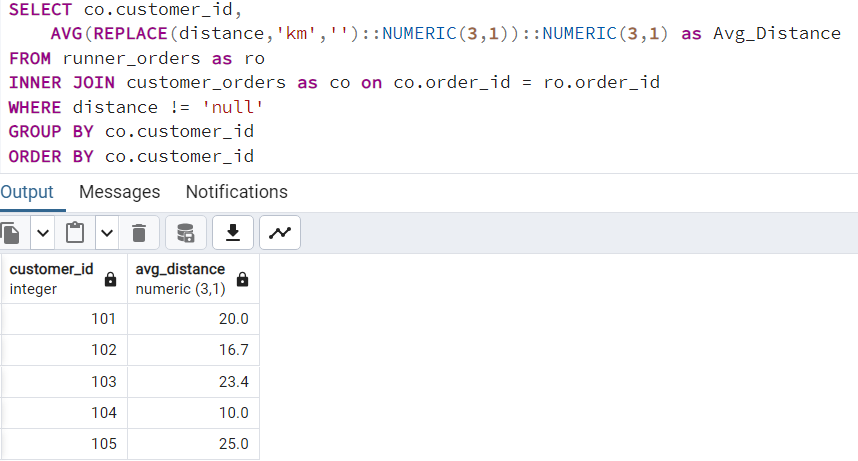 SELECT co.customer_id,
AVG(REPLACE(distance,'km','')::NUMERIC(3,1))::NUMERIC(3,1) as Avg_Distance
FROM runner_orders as ro
INNER JOIN customer_orders as co on co.order_id = ro.order_id
WHERE distance != 'null'
GROUP BY co.customer_id
ORDER BY co.customer_id
Output Messages Notifications
customer_id avg_distance
integer numeric (3,1)
101 20.0
102 16.7
103 23.4
104 10.0
105 25.0